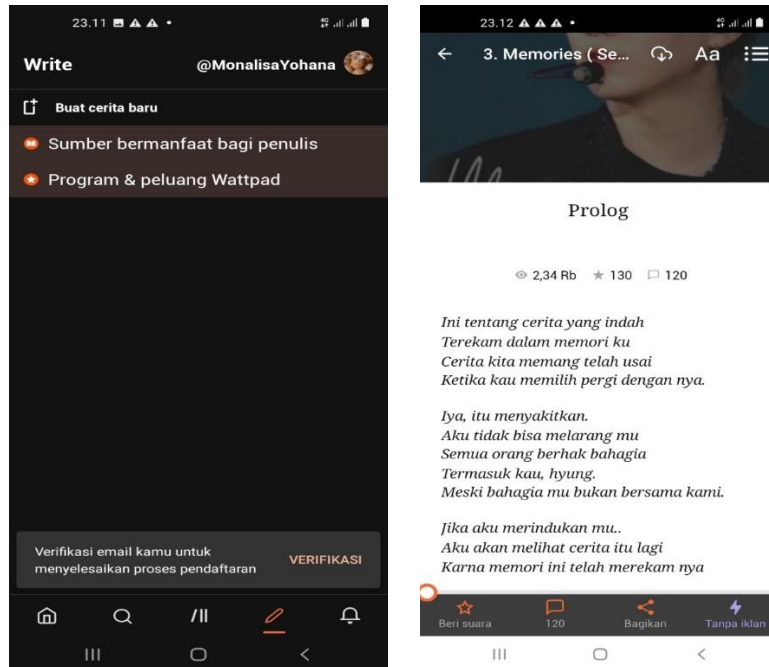 23.11
4G
Write
@MonalisaYohana
Buat cerita baru
Sumber bermanfaat bagi penulis
Program & peluang Wattpad
Verifikasi email kamu untuk
menyelesaikan proses pendaftaran
VERIFIKASI
23.12
4G
3. Memories ( Se...
Aa
Prolog
2,34 Rb
130
120
Ini tentang cerita yang indah
Terekam dalam memori ku
Cerita kita memang telah usai
Ketika kau memilih pergi dengan nya.
Iya, itu menyakitkan.
Aku tidak bisa melarang mu
Semua orang berhak bahagia
Termasuk kau, hyung.
Meski bahagia mu bukan bersama kami.
Jika aku merindukan mu..
Aku akan melihat cerita itu lagi
Karna memori ini telah merekam nya
Beri suara
120
Bagikan
Tanpa iklan